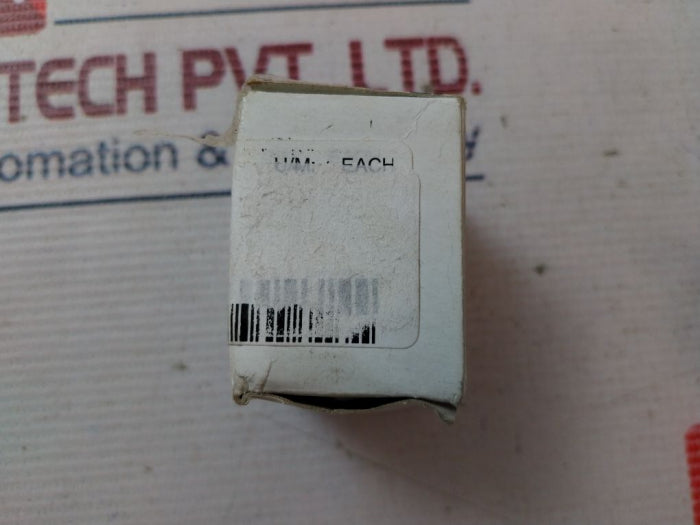 TECH PVT. LTD.
omation &
U/M: EACH